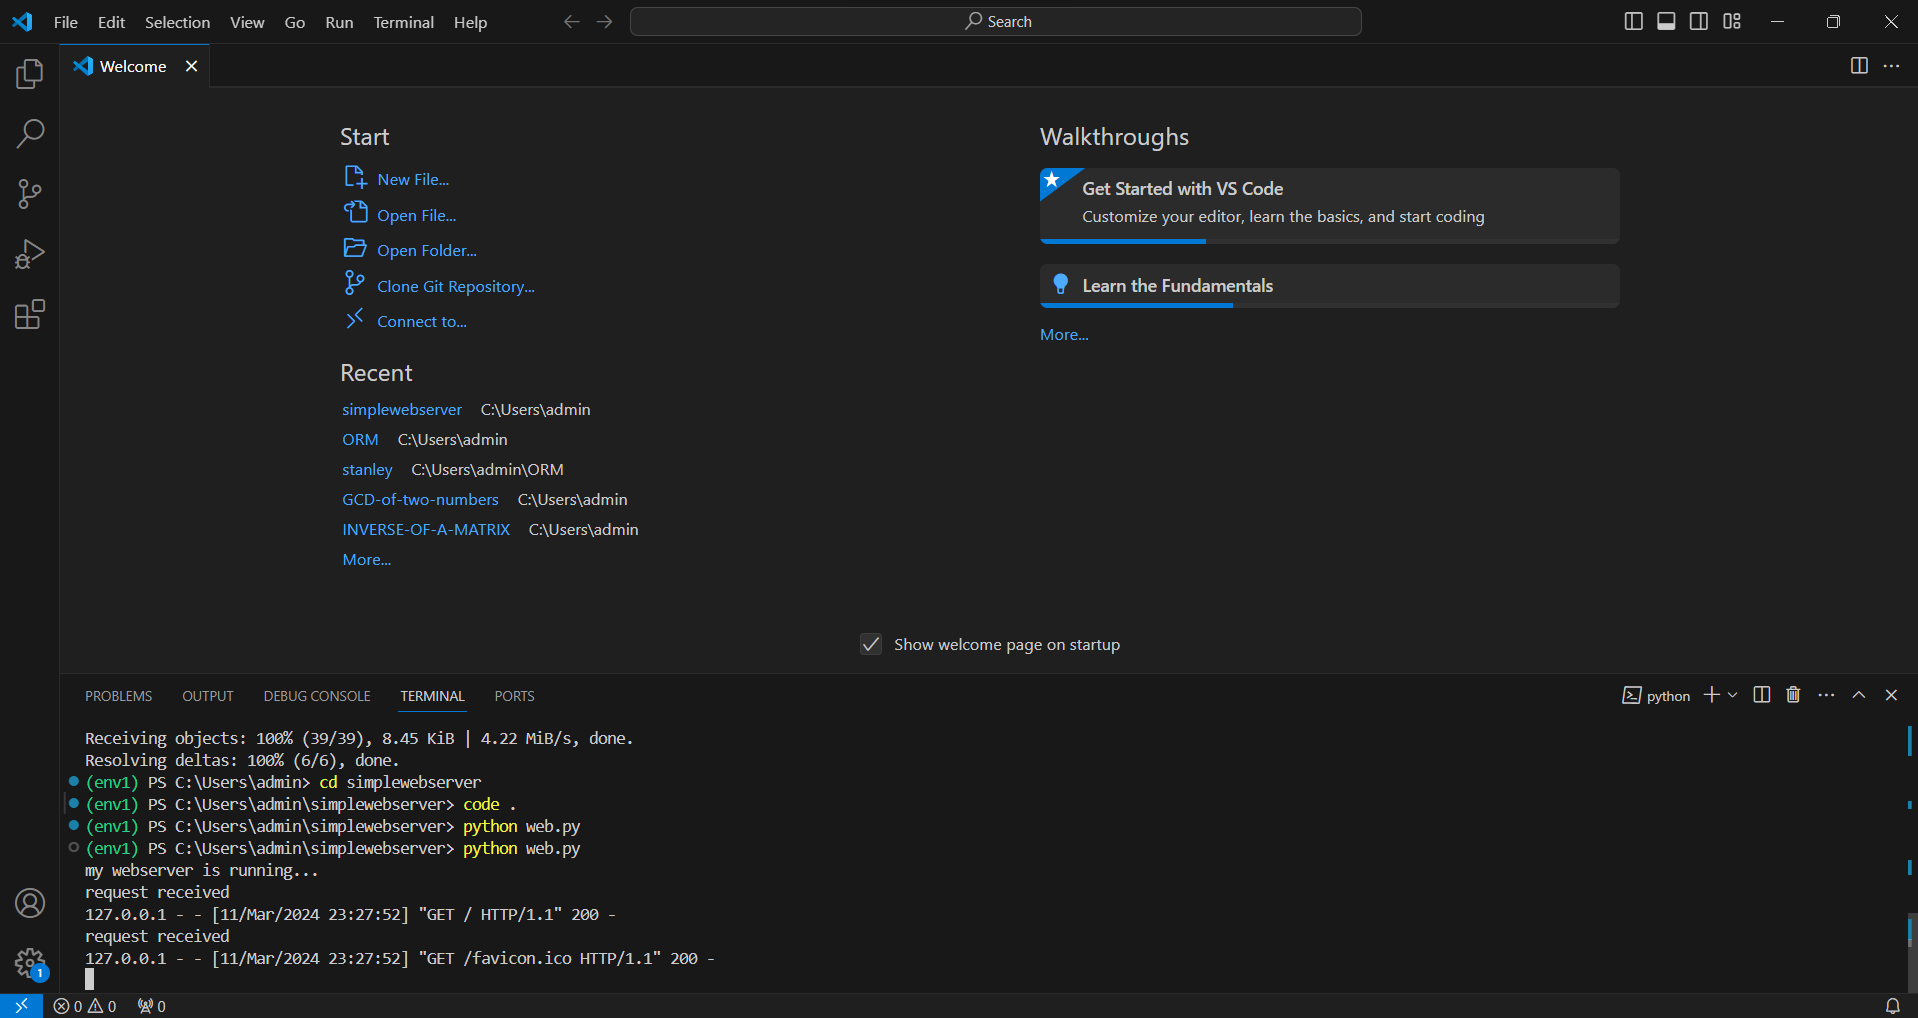 File Edit Selection View Go Run Terminal Help Search
Welcome
Start
New File...
Open File...
Open Folder...
Clone Git Repository...
Connect to...
Recent
simplewebserver C:\Users\admin
ORM C:\Users\admin
stanley C:\Users\admin\ORM
GCD-of-two-numbers C:\Users\admin
INVERSE-OF-A-MATRIX C:\Users\admin
More...
Walkthroughs
Get Started with VS Code
Customize your editor, learn the basics, and start coding
Learn the Fundamentals
More...
Show welcome page on startup
PROBLEMS OUTPUT DEBUG CONSOLE TERMINAL PORTS python
Receiving objects: 100% (39/39), 8.45 KiB | 4.22 MiB/s, done.
Resolving deltas: 100% (6/6), done.
(env1) PS C:\Users\admin> cd simplewebserver
(env1) PS C:\Users\admin\simplewebserver> code .
(env1) PS C:\Users\admin\simplewebserver> python web.py
(env1) PS C:\Users\admin\simplewebserver> python web.py
my webserver is running...
request received
127.0.0.1 - - [11/Mar/2024 23:27:52] "GET / HTTP/1.1" 200 -
request received
127.0.0.1 - - [11/Mar/2024 23:27:52] "GET /favicon.ico HTTP/1.1" 200 -
1
0 0 0